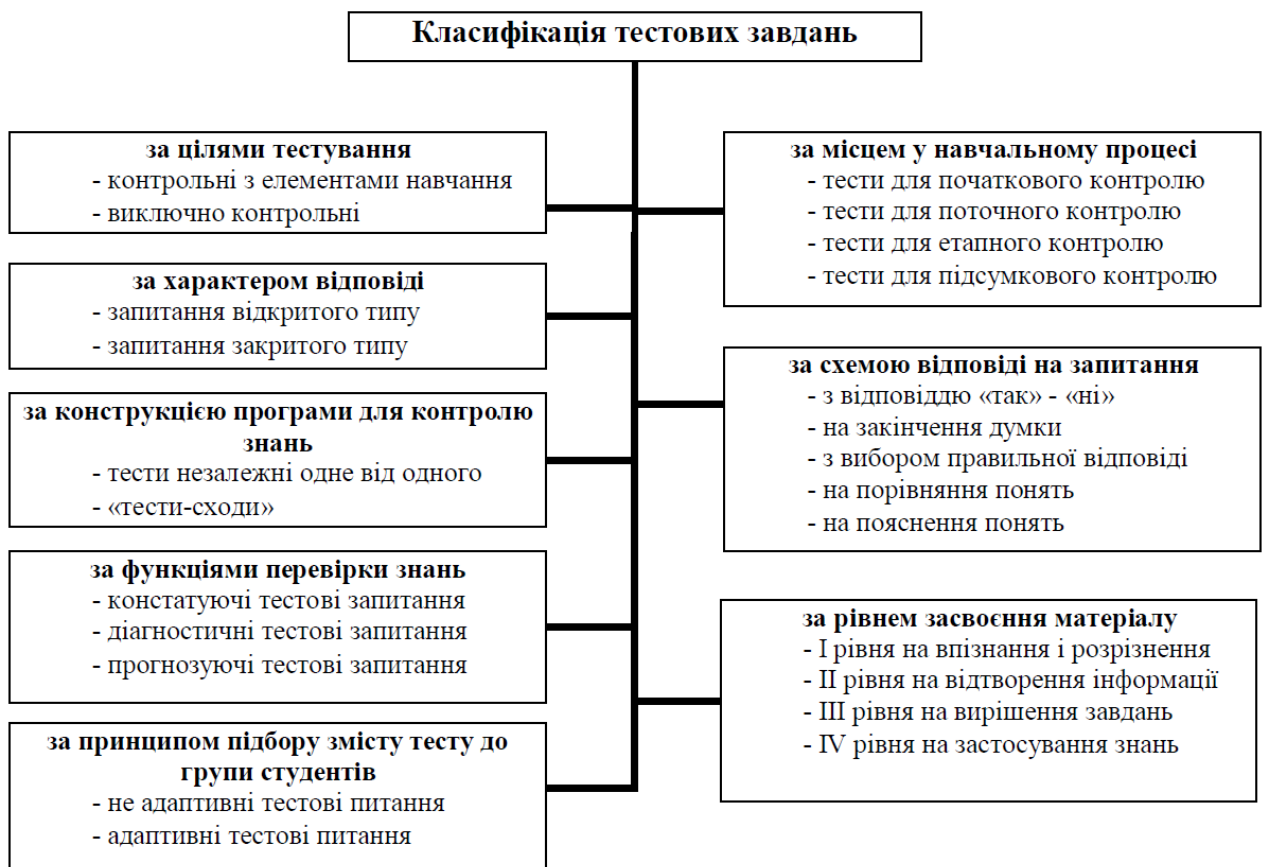 Класифікація тестових завдань
за цілями тестування
- контрольні з елементами навчання
- виключно контрольні
за характером відповіді
- запитання відкритого типу
- запитання закритого типу
за конструкцією програми для контролю
знань
- тести незалежні одне від одного
- «тести-сходи»
за функціями перевірки знань
- констатуючі тестові запитання
- діагностичні тестові запитання
- прогнозуючі тестові запитання
за принципом підбору змісту тесту до
групи студентів
- не адаптивні тестові питання
- адаптивні тестові питання
за місцем у навчальному процесі
- тести для початкового контролю
- тести для поточного контролю
- тести для етапного контролю
- тести для підсумкового контролю
за схемою відповіді на запитання
- з відповіддю «так» - «ні»
- на закінчення думки
- з вибором правильної відповіді
- на порівняння понять
- на пояснення понять
за рівнем засвоєння матеріалу
- I рівня на впізнання і розрізнення
- II рівня на відтворення інформації
- III рівня на вирішення завдань
- IV рівня на застосування знань